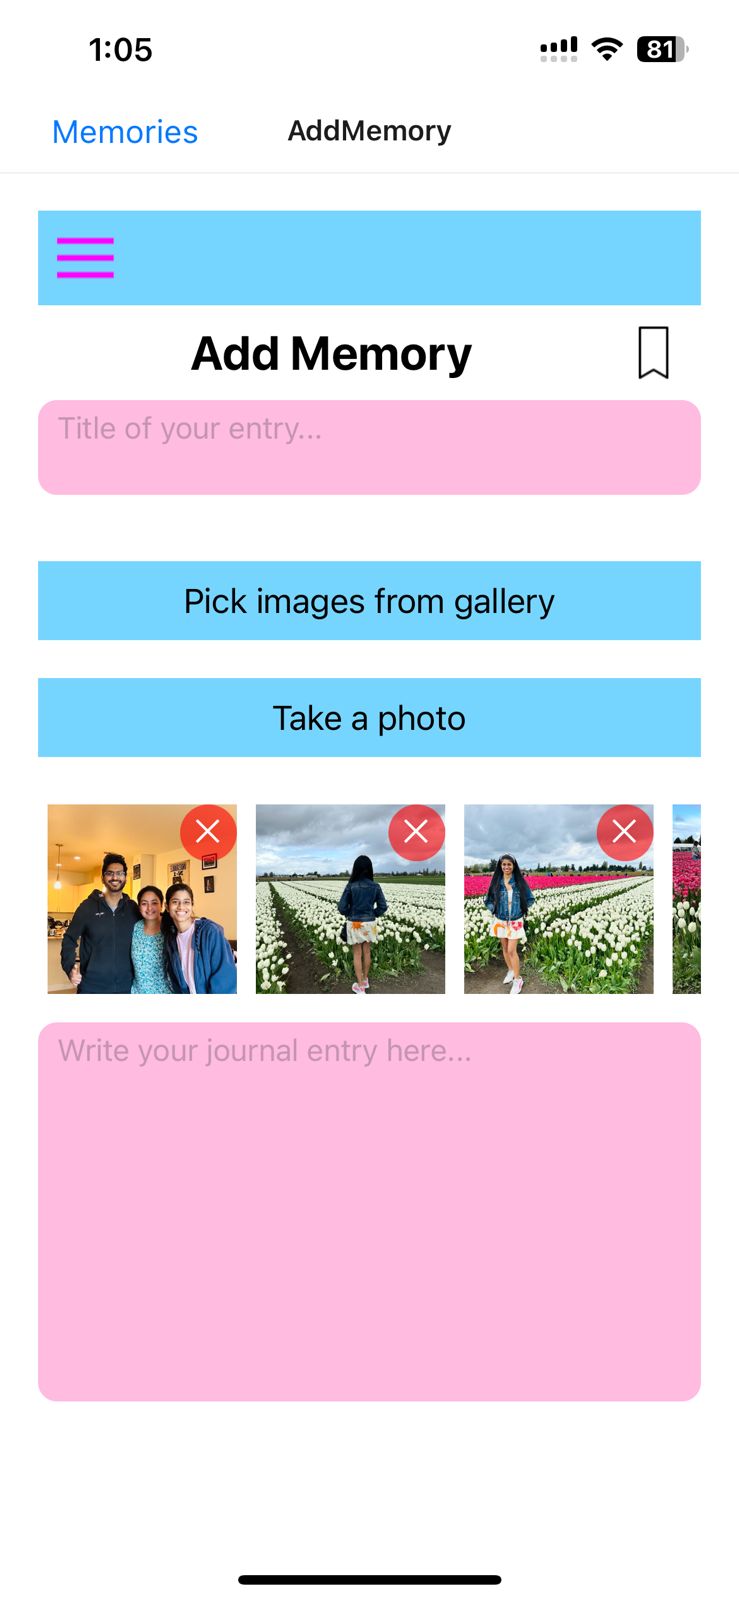 1:05
81
Memories
AddMemory
Add Memory
Title of your entry...
Pick images from gallery
Take a photo
Write your journal entry here...